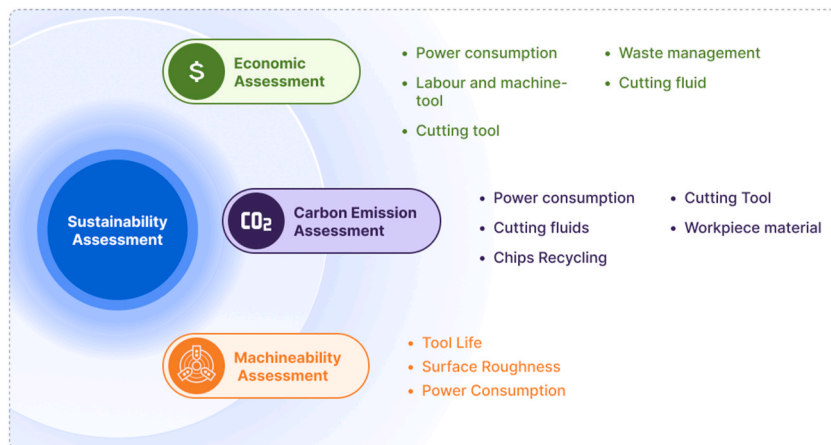 $
Economic
Assessment
• Power consumption
• Labour and machine-
tool
• Cutting tool
• Waste management
• Cutting fluid
Sustainability
Assessment
CO₂
Carbon Emission
Assessment
• Power consumption
• Cutting fluids
• Chips Recycling
• Cutting Tool
• Workpiece material
Machineability
Assessment
• Tool Life
• Surface Roughness
• Power Consumption